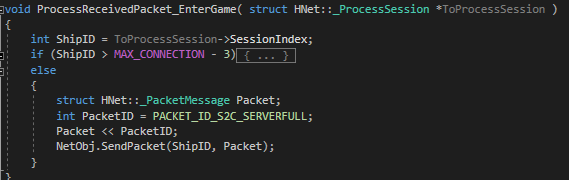 void ProcessReceivedPacket_EnterGame( struct HNet::_ProcessSession *ToProcessSession )
{
int ShipID = ToProcessSession->SessionIndex;
if (ShipID > MAX_CONNECTION - 3){ ... }
else
{
struct HNet::_PacketMessage Packet;
int PacketID = PACKET_ID_S2C_SERVERFULL;
Packet << PacketID;
NetObj.SendPacket(ShipID, Packet);
}
}